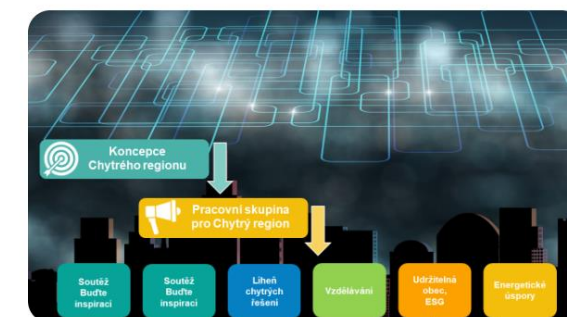 Koncepce
Chytrého regionu
Pracovní skupina
pro Chytrý region
Soutěž
Buďte
inspirací
Soutěž
Buďte
inspirací
Líheň
chytrých
řešení
Vzdělávání
Udržitelná
obec,
ESG
Energetické
úspory